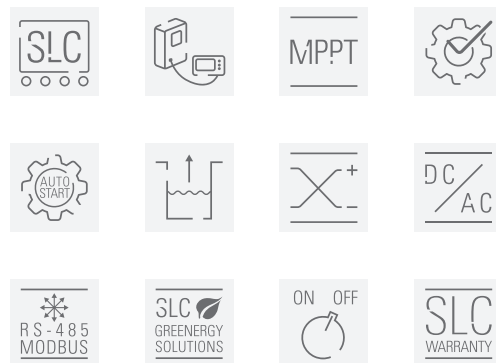 SLC
MPPT
AUTO
START
+
−
DC
AC
RS-485
MODBUS
SLC
GREENERGY
SOLUTIONS
ON OFF
SLC
WARRANTY